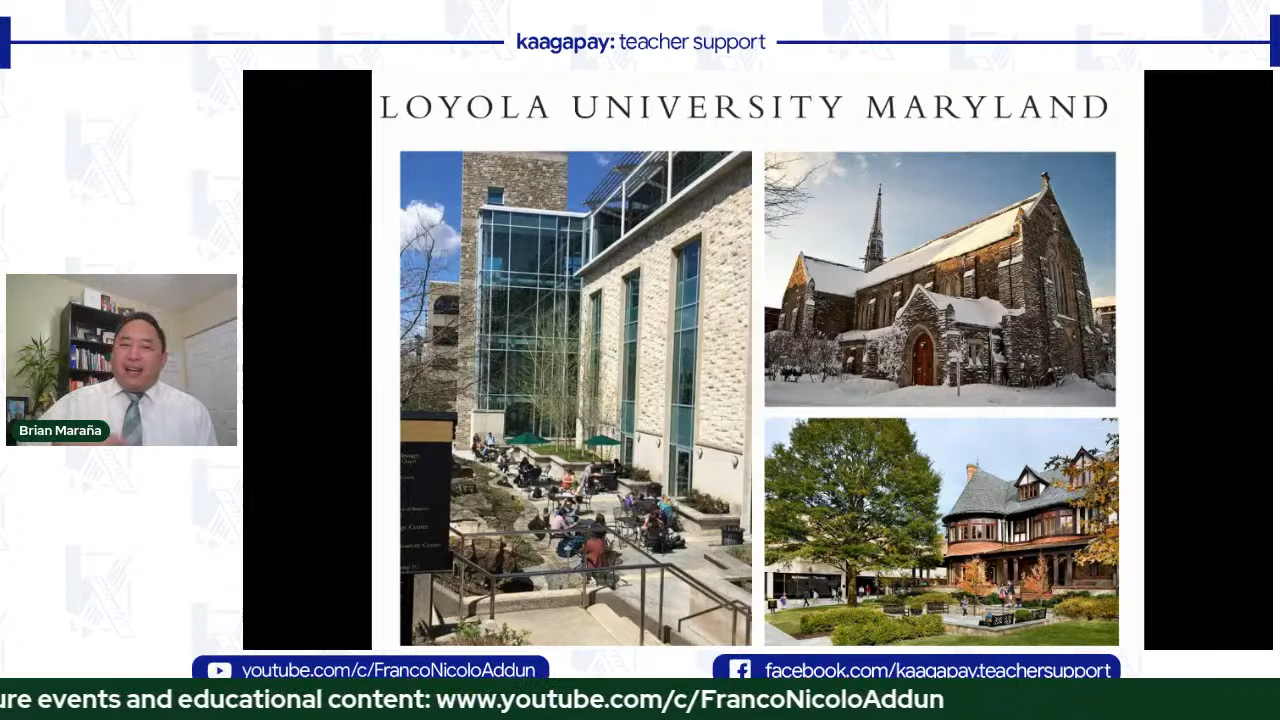 kaagapay: teacher support
LOYOLA UNIVERSITY MARYLAND
Brian Maraña
youtube.com/c/FrancoNicoloAddun
facebook.com/kaagapay.teachersupport
ure events and educational content: www.youtube.com/c/FrancoNicoloAddun